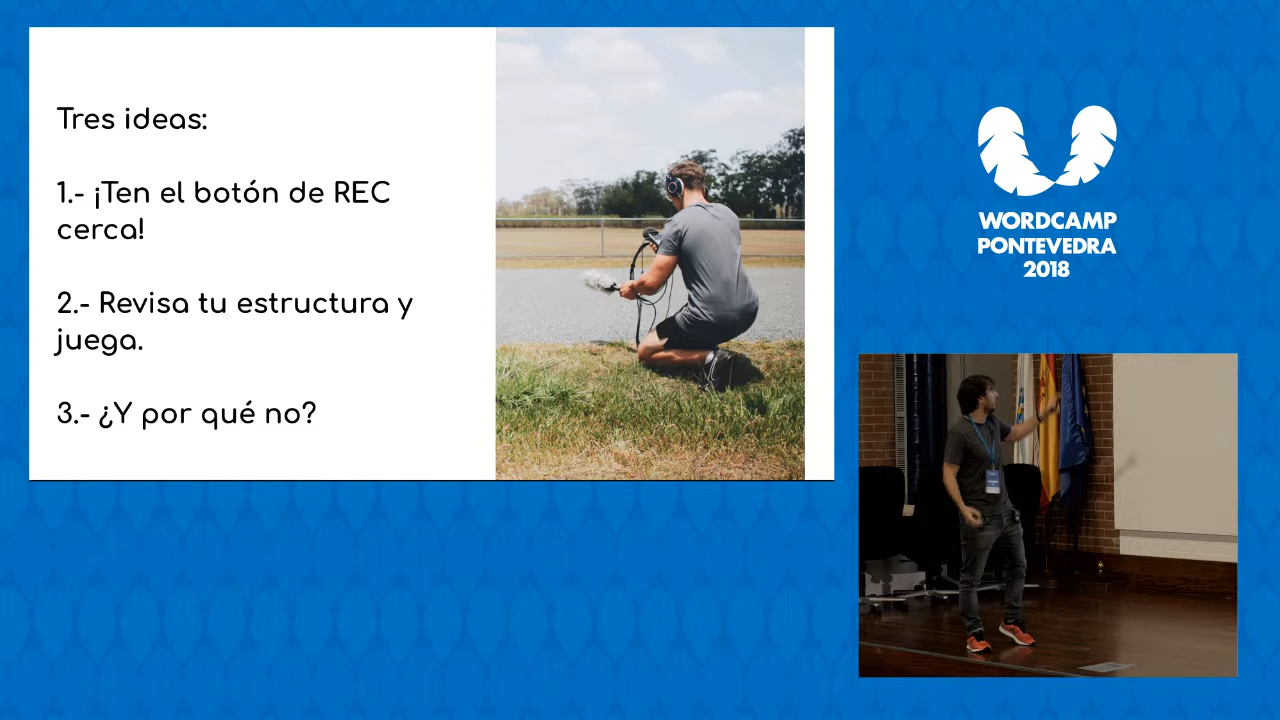 Tres ideas:
1.- ¡Ten el botón de REC
cerca!
2.- Revisa tu estructura y
juega.
3.- ¿Y por qué no?
WORDCAMP
PONTEVEDRA
2018